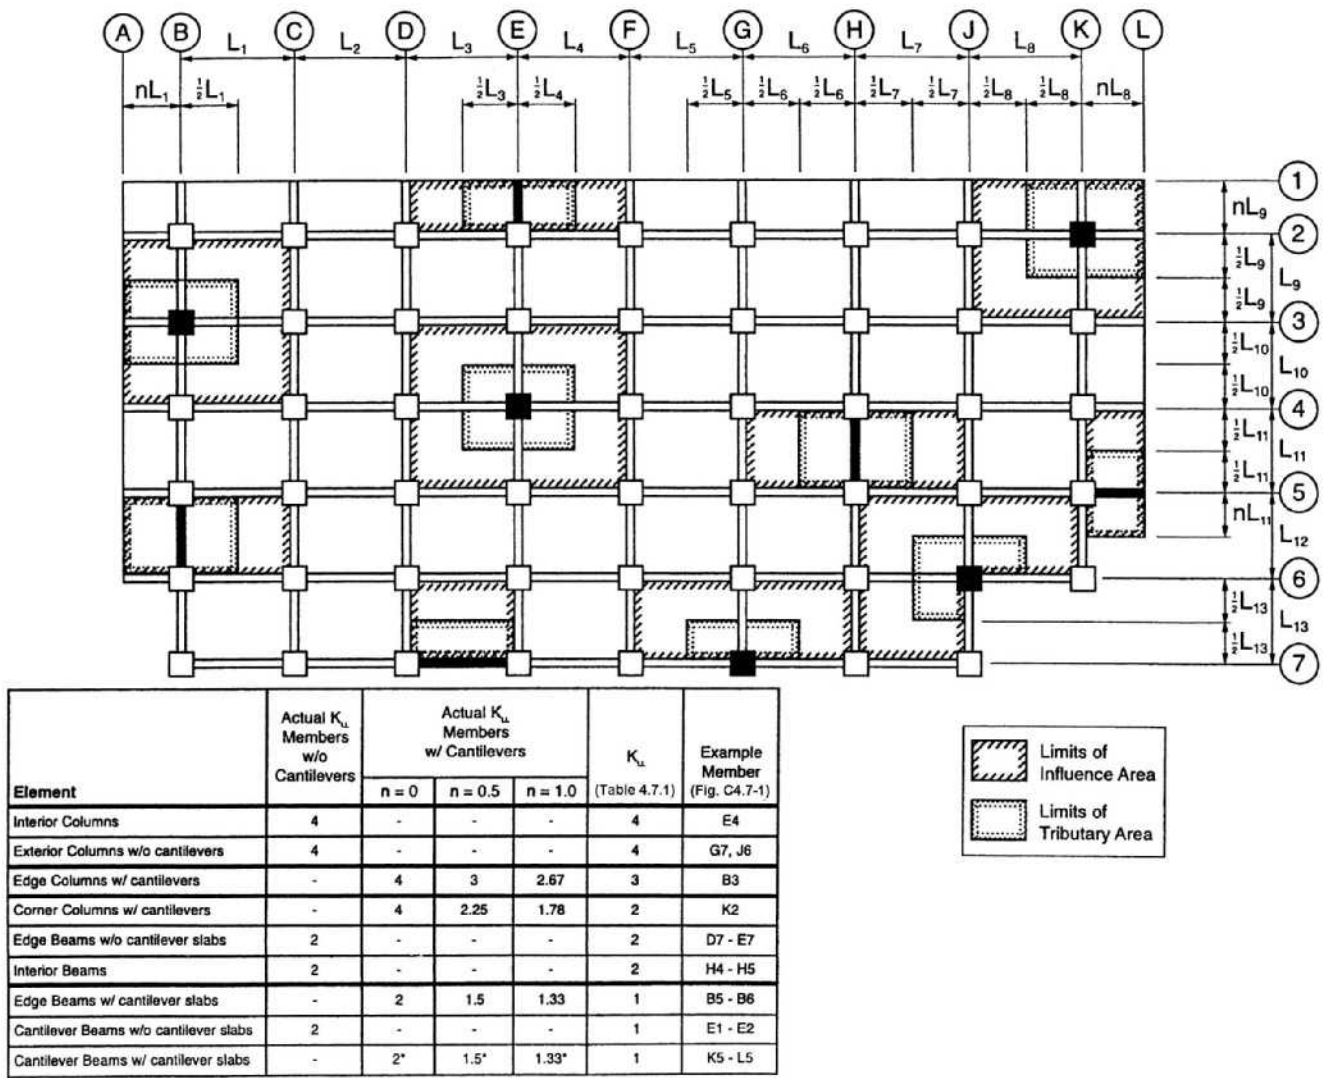 A B C D E F G H J K L
L₁ L₂ L₃ L₄ L₅ L₆ L₇ L₈
nL₁ ½L₁ ½L₃ ½L₄ ½L₅ ½L₆ ½L₆ ½L₇ ½L₇ ½L₈ ½L₈ nL₈
1
nL₉
2
½L₉
L₉
½L₉
3
½L₁₀
L₁₀
½L₁₀
4
½L₁₁
L₁₁
½L₁₁
5
nL₁₁
L₁₂
6
½L₁₃
L₁₃
½L₁₃
7
Element
Actual K_LL
Members
w/o
Cantilevers
Actual K_LL
Members
w/ Cantilevers
n = 0 n = 0.5 n = 1.0
K_LL
(Table 4.7.1)
Example
Member
(Fig. C4.7-1)
Interior Columns 4 - - - 4 E4
Exterior Columns w/o cantilevers 4 - - - 4 G7, J6
Edge Columns w/ cantilevers - 4 3 2.67 3 B3
Corner Columns w/ cantilevers - 4 2.25 1.78 2 K2
Edge Beams w/o cantilever slabs 2 - - - 2 D7 - E7
Interior Beams 2 - - - 2 H4 - H5
Edge Beams w/ cantilever slabs - 2 1.5 1.33 1 B5 - B6
Cantilever Beams w/o cantilever slabs 2 - - - 1 E1 - E2
Cantilever Beams w/ cantilever slabs - 2* 1.5* 1.33* 1 K5 - L5
Limits of
Influence Area
Limits of
Tributary Area